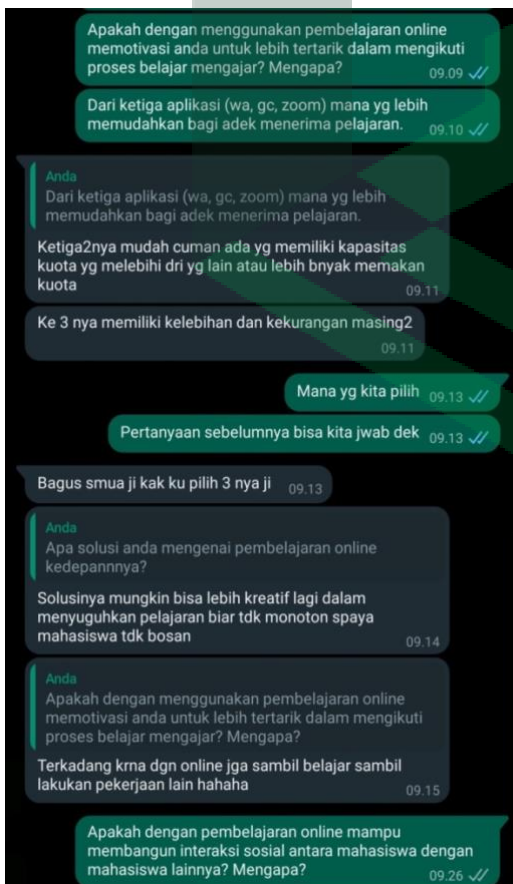 Apakah dengan menggunakan pembelajaran online
memotivasi anda untuk lebih tertarik dalam mengikuti
proses belajar mengajar? Mengapa?
09.09
Dari ketiga aplikasi (wa, gc, zoom) mana yg lebih
memudahkan bagi adek menerima pelajaran.
09.10
Anda
Dari ketiga aplikasi (wa, gc, zoom) mana yg lebih
memudahkan bagi adek menerima pelajaran.
Ketiga2nya mudah cuman ada yg memiliki kapasitas
kuota yg melebihi dri yg lain atau lebih bnyak memakan
kuota
09.11
Ke 3 nya memiliki kelebihan dan kekurangan masing2
09.11
Mana yg kita pilih 09.13
Pertanyaan sebelumnya bisa kita jwab dek 09.13
Bagus smua ji kak ku pilih 3 nya ji 09.13
Anda
Apa solusi anda mengenai pembelajaran online
kedepannnya?
Solusinya mungkin bisa lebih kreatif lagi dalam
menyuguhkan pelajaran biar tdk monoton spaya
mahasiswa tdk bosan
09.14
Anda
Apakah dengan menggunakan pembelajaran online
memotivasi anda untuk lebih tertarik dalam mengikuti
proses belajar mengajar? Mengapa?
Terkadang krna dgn online jga sambil belajar sambil
lakukan pekerjaan lain hahaha
09.15
Apakah dengan pembelajaran online mampu
membangun interaksi sosial antara mahasiswa dengan
mahasiswa lainnya? Mengapa?
09.26